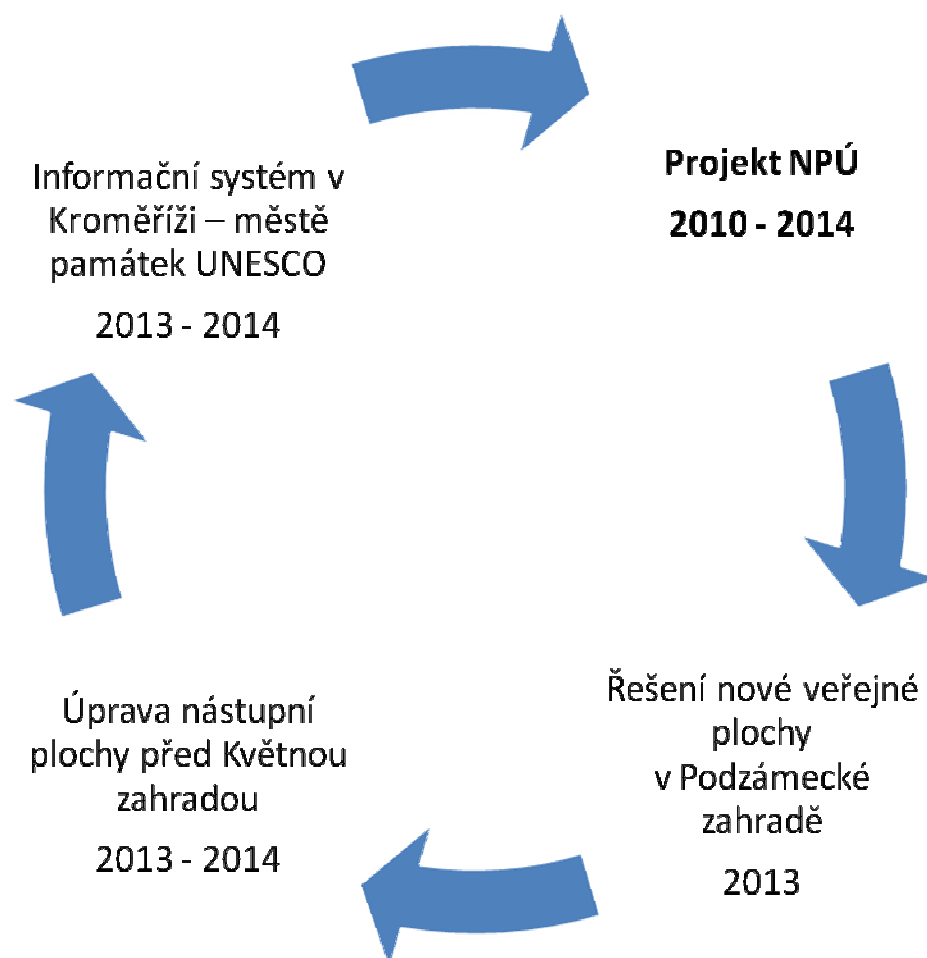 Informační systém v
Kroměříži – městě
památek UNESCO
2013 - 2014
Projekt NPÚ
2010 - 2014
Řešení nové veřejné
plochy
v Podzámecké
zahradě
2013
Úprava nástupní
plochy před Květnou
zahradou
2013 - 2014